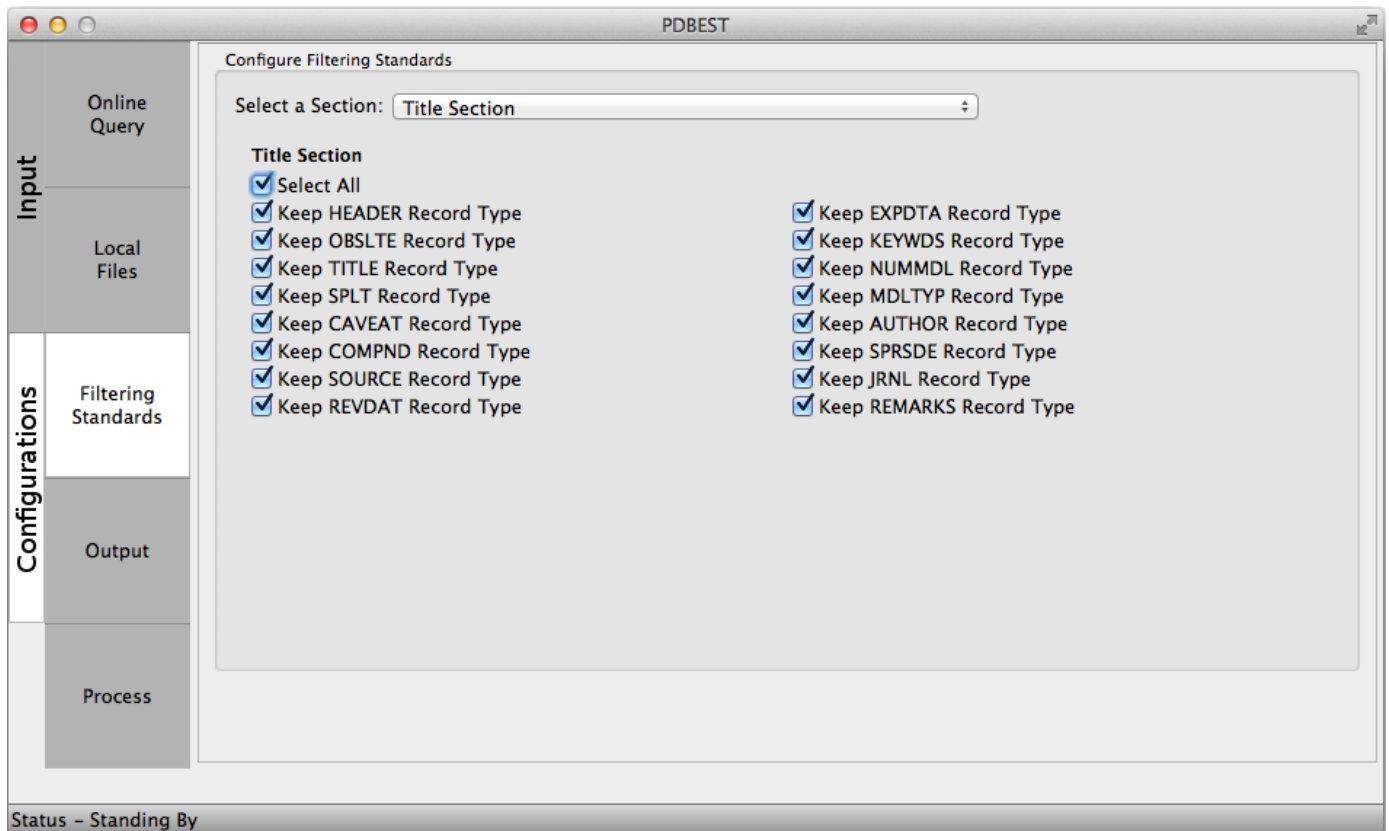 PDBEST
Input
Online
Query
Local
Files
Configurations
Filtering
Standards
Output
Process
Configure Filtering Standards
Select a Section: Title Section
Title Section
Select All
Keep HEADER Record Type
Keep OBSLTE Record Type
Keep TITLE Record Type
Keep SPLT Record Type
Keep CAVEAT Record Type
Keep COMPND Record Type
Keep SOURCE Record Type
Keep REVDAT Record Type
Keep EXPDTA Record Type
Keep KEYWDS Record Type
Keep NUMMDL Record Type
Keep MDLTYP Record Type
Keep AUTHOR Record Type
Keep SPRSDE Record Type
Keep JRNL Record Type
Keep REMARKS Record Type
Status - Standing By